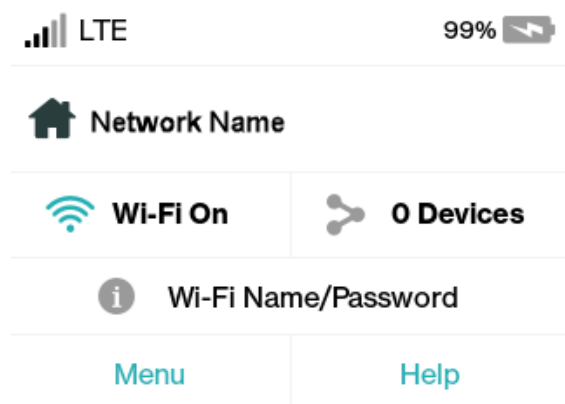 LTE 99%
Network Name
Wi-Fi On 0 Devices
i Wi-Fi Name/Password
Menu Help